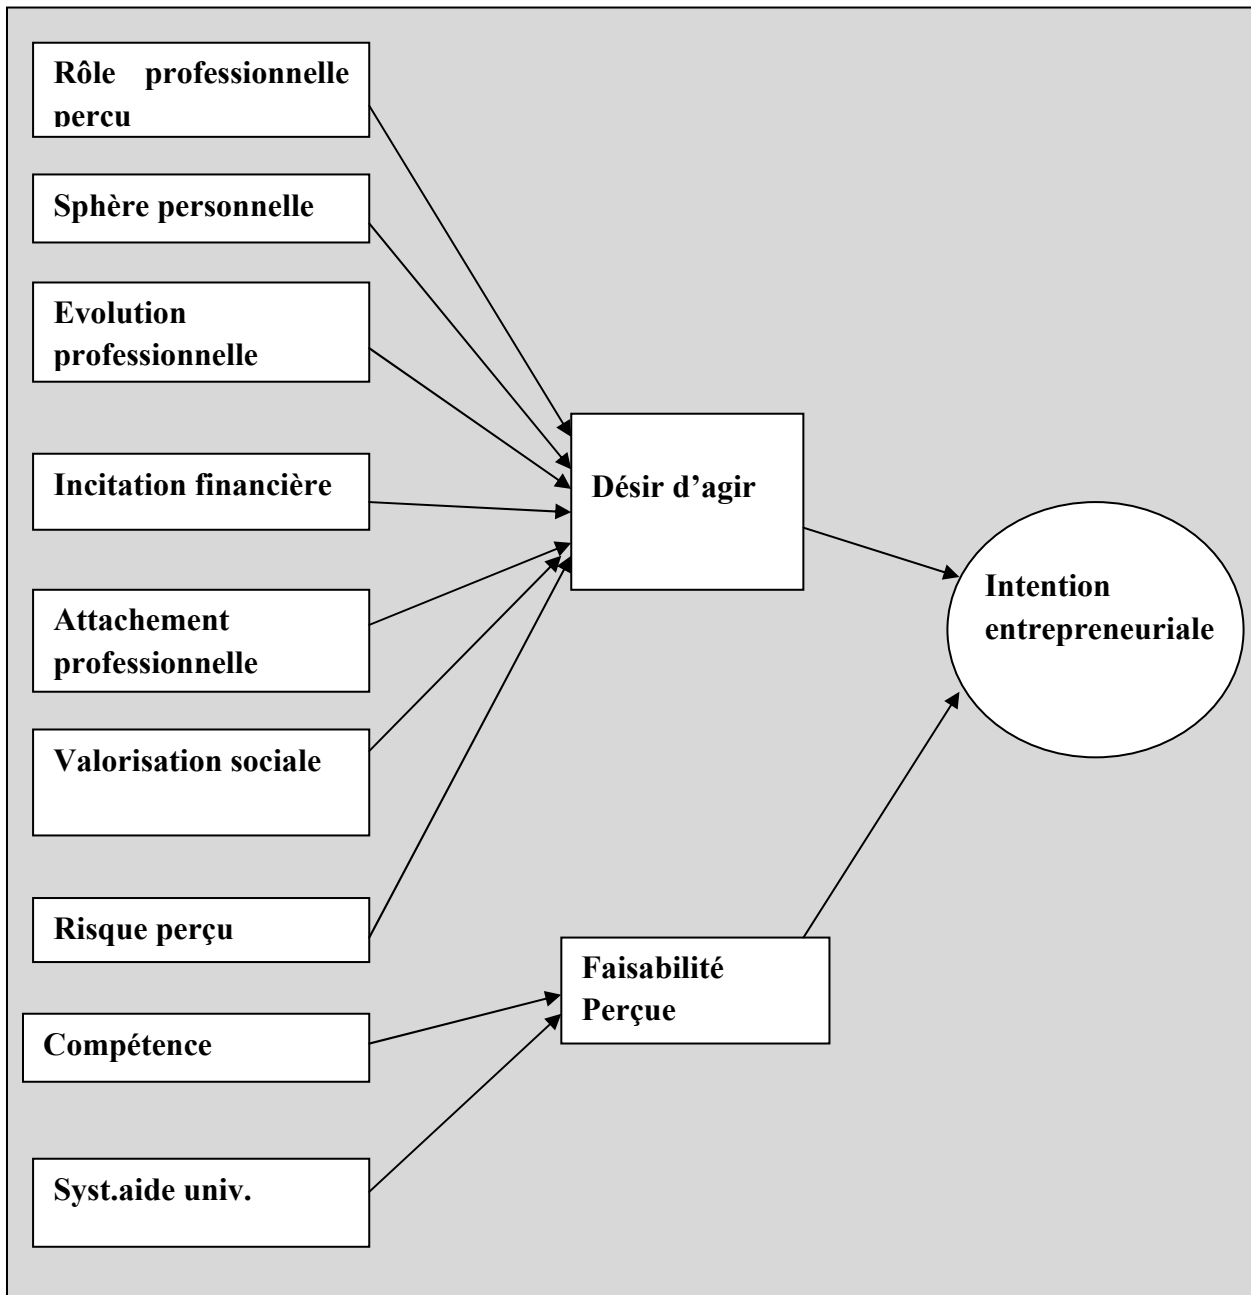 Rôle professionnelle
perçu
Sphère personnelle
Evolution
professionnelle
Incitation financière
Désir d’agir
Attachement
professionnelle
Intention
entrepreneuriale
Valorisation sociale
Risque perçu
Faisabilité
Perçue
Compétence
Syst.aide univ.